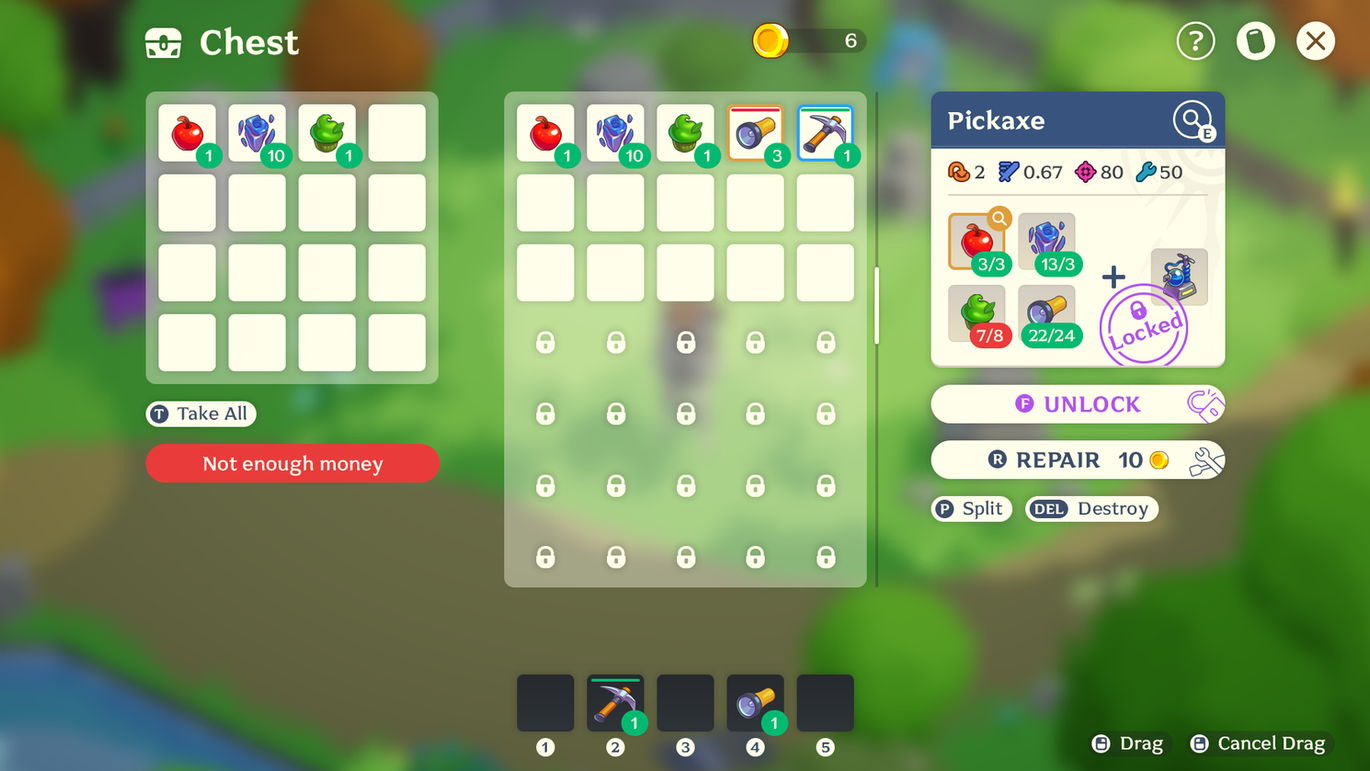 Chest
6
?
1
10
1
1
10
1
3
1
T Take All
Not enough money
Pickaxe
E
2 0.67 80 50
3/3
13/3
7/8
22/24
+
Locked
F UNLOCK
R REPAIR 10
P Split
DEL Destroy
1
1
1
2
3
4
5
Drag
Cancel Drag